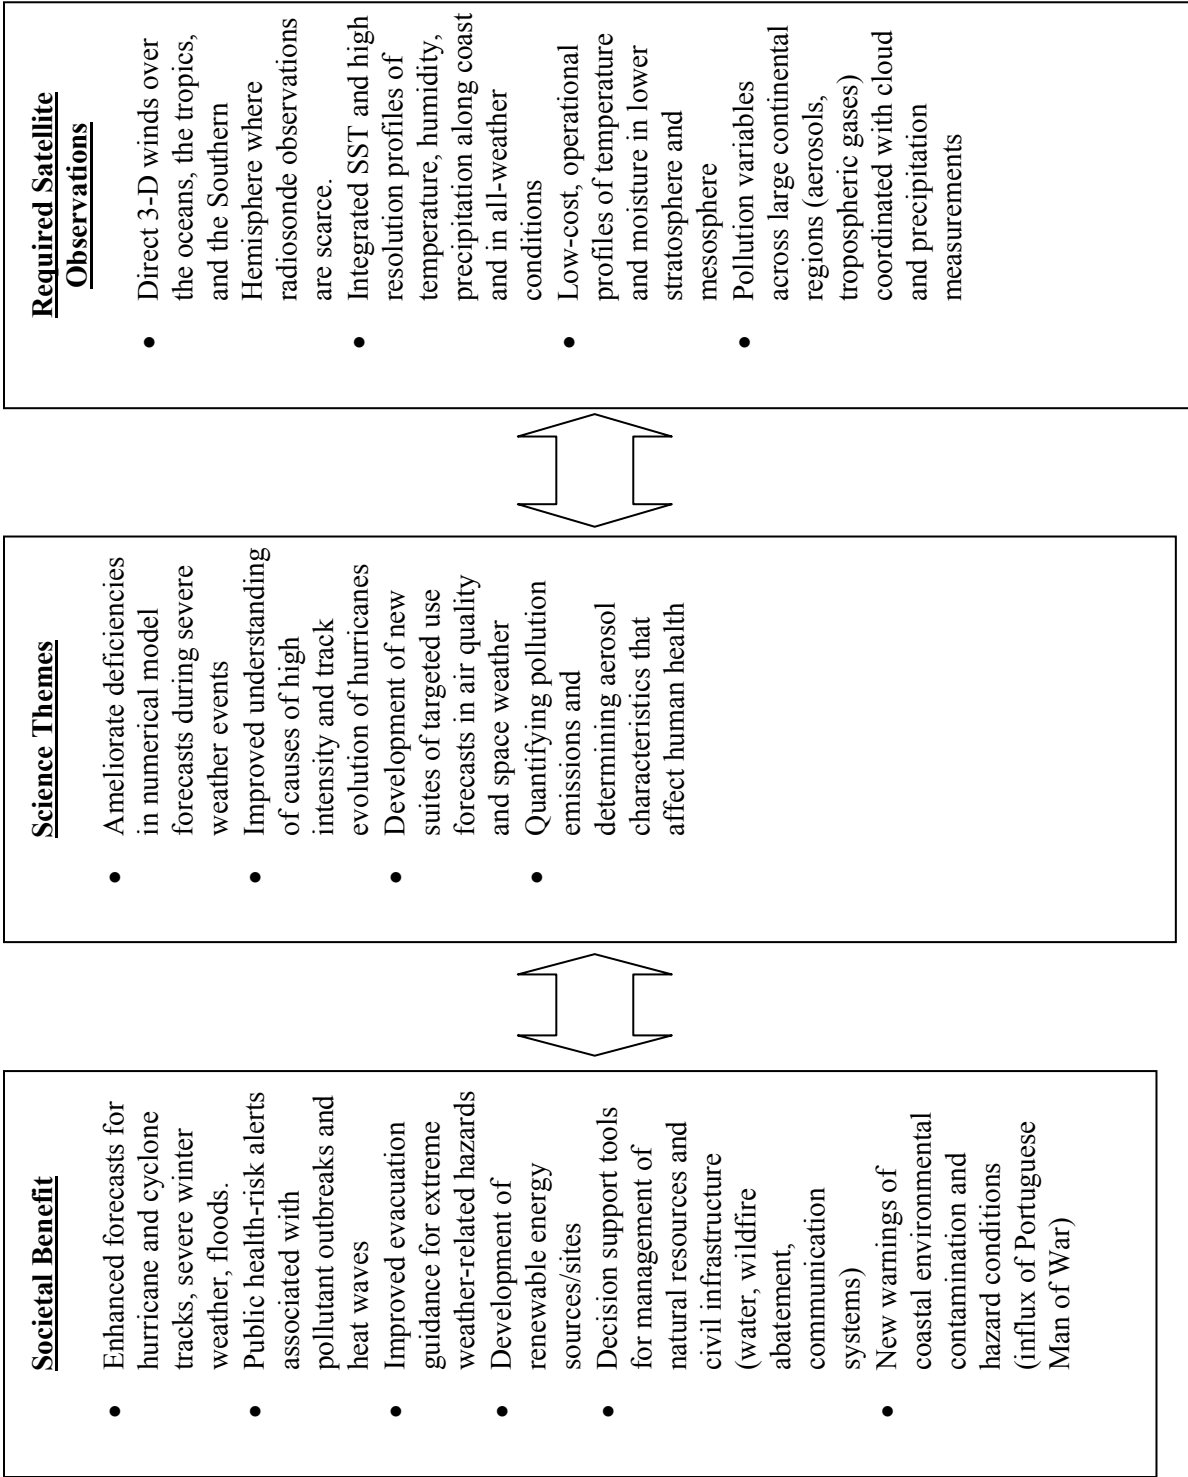 Societal Benefit
• Enhanced forecasts for
hurricane and cyclone
tracks, severe winter
weather, floods.
• Public health-risk alerts
associated with
pollutant outbreaks and
heat waves
• Improved evacuation
guidance for extreme
weather-related hazards
• Development of
renewable energy
sources/sites
• Decision support tools
for management of
natural resources and
civil infrastructure
(water, wildfire
abatement,
communication
systems)
• New warnings of
coastal environmental
contamination and
hazard conditions
(influx of Portuguese
Man of War)
Science Themes
• Ameliorate deficiencies
in numerical model
forecasts during severe
weather events
• Improved understanding
of causes of high
intensity and track
evolution of hurricanes
• Development of new
suites of targeted use
forecasts in air quality
and space weather
• Quantifying pollution
emissions and
determining aerosol
characteristics that
affect human health
Required Satellite
Observations
• Direct 3-D winds over
the oceans, the tropics,
and the Southern
Hemisphere where
radiosonde observations
are scarce.
• Integrated SST and high
resolution profiles of
temperature, humidity,
precipitation along coast
and in all-weather
conditions
• Low-cost, operational
profiles of temperature
and moisture in lower
stratosphere and
mesosphere
• Pollution variables
across large continental
regions (aerosols,
tropospheric gases)
coordinated with cloud
and precipitation
measurements